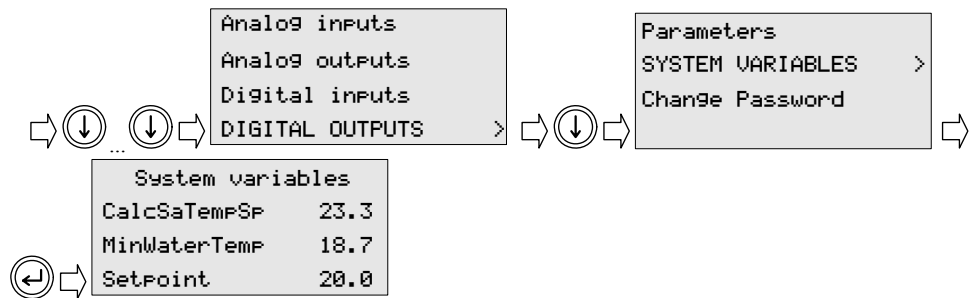 Analog inputs
Analog outputs
Digital inputs
DIGITAL OUTPUTS >
...
Parameters
SYSTEM VARIABLES >
Change Password
System variables
CalcSaTempSp 23.3
MinWaterTemp 18.7
Setpoint 20.0